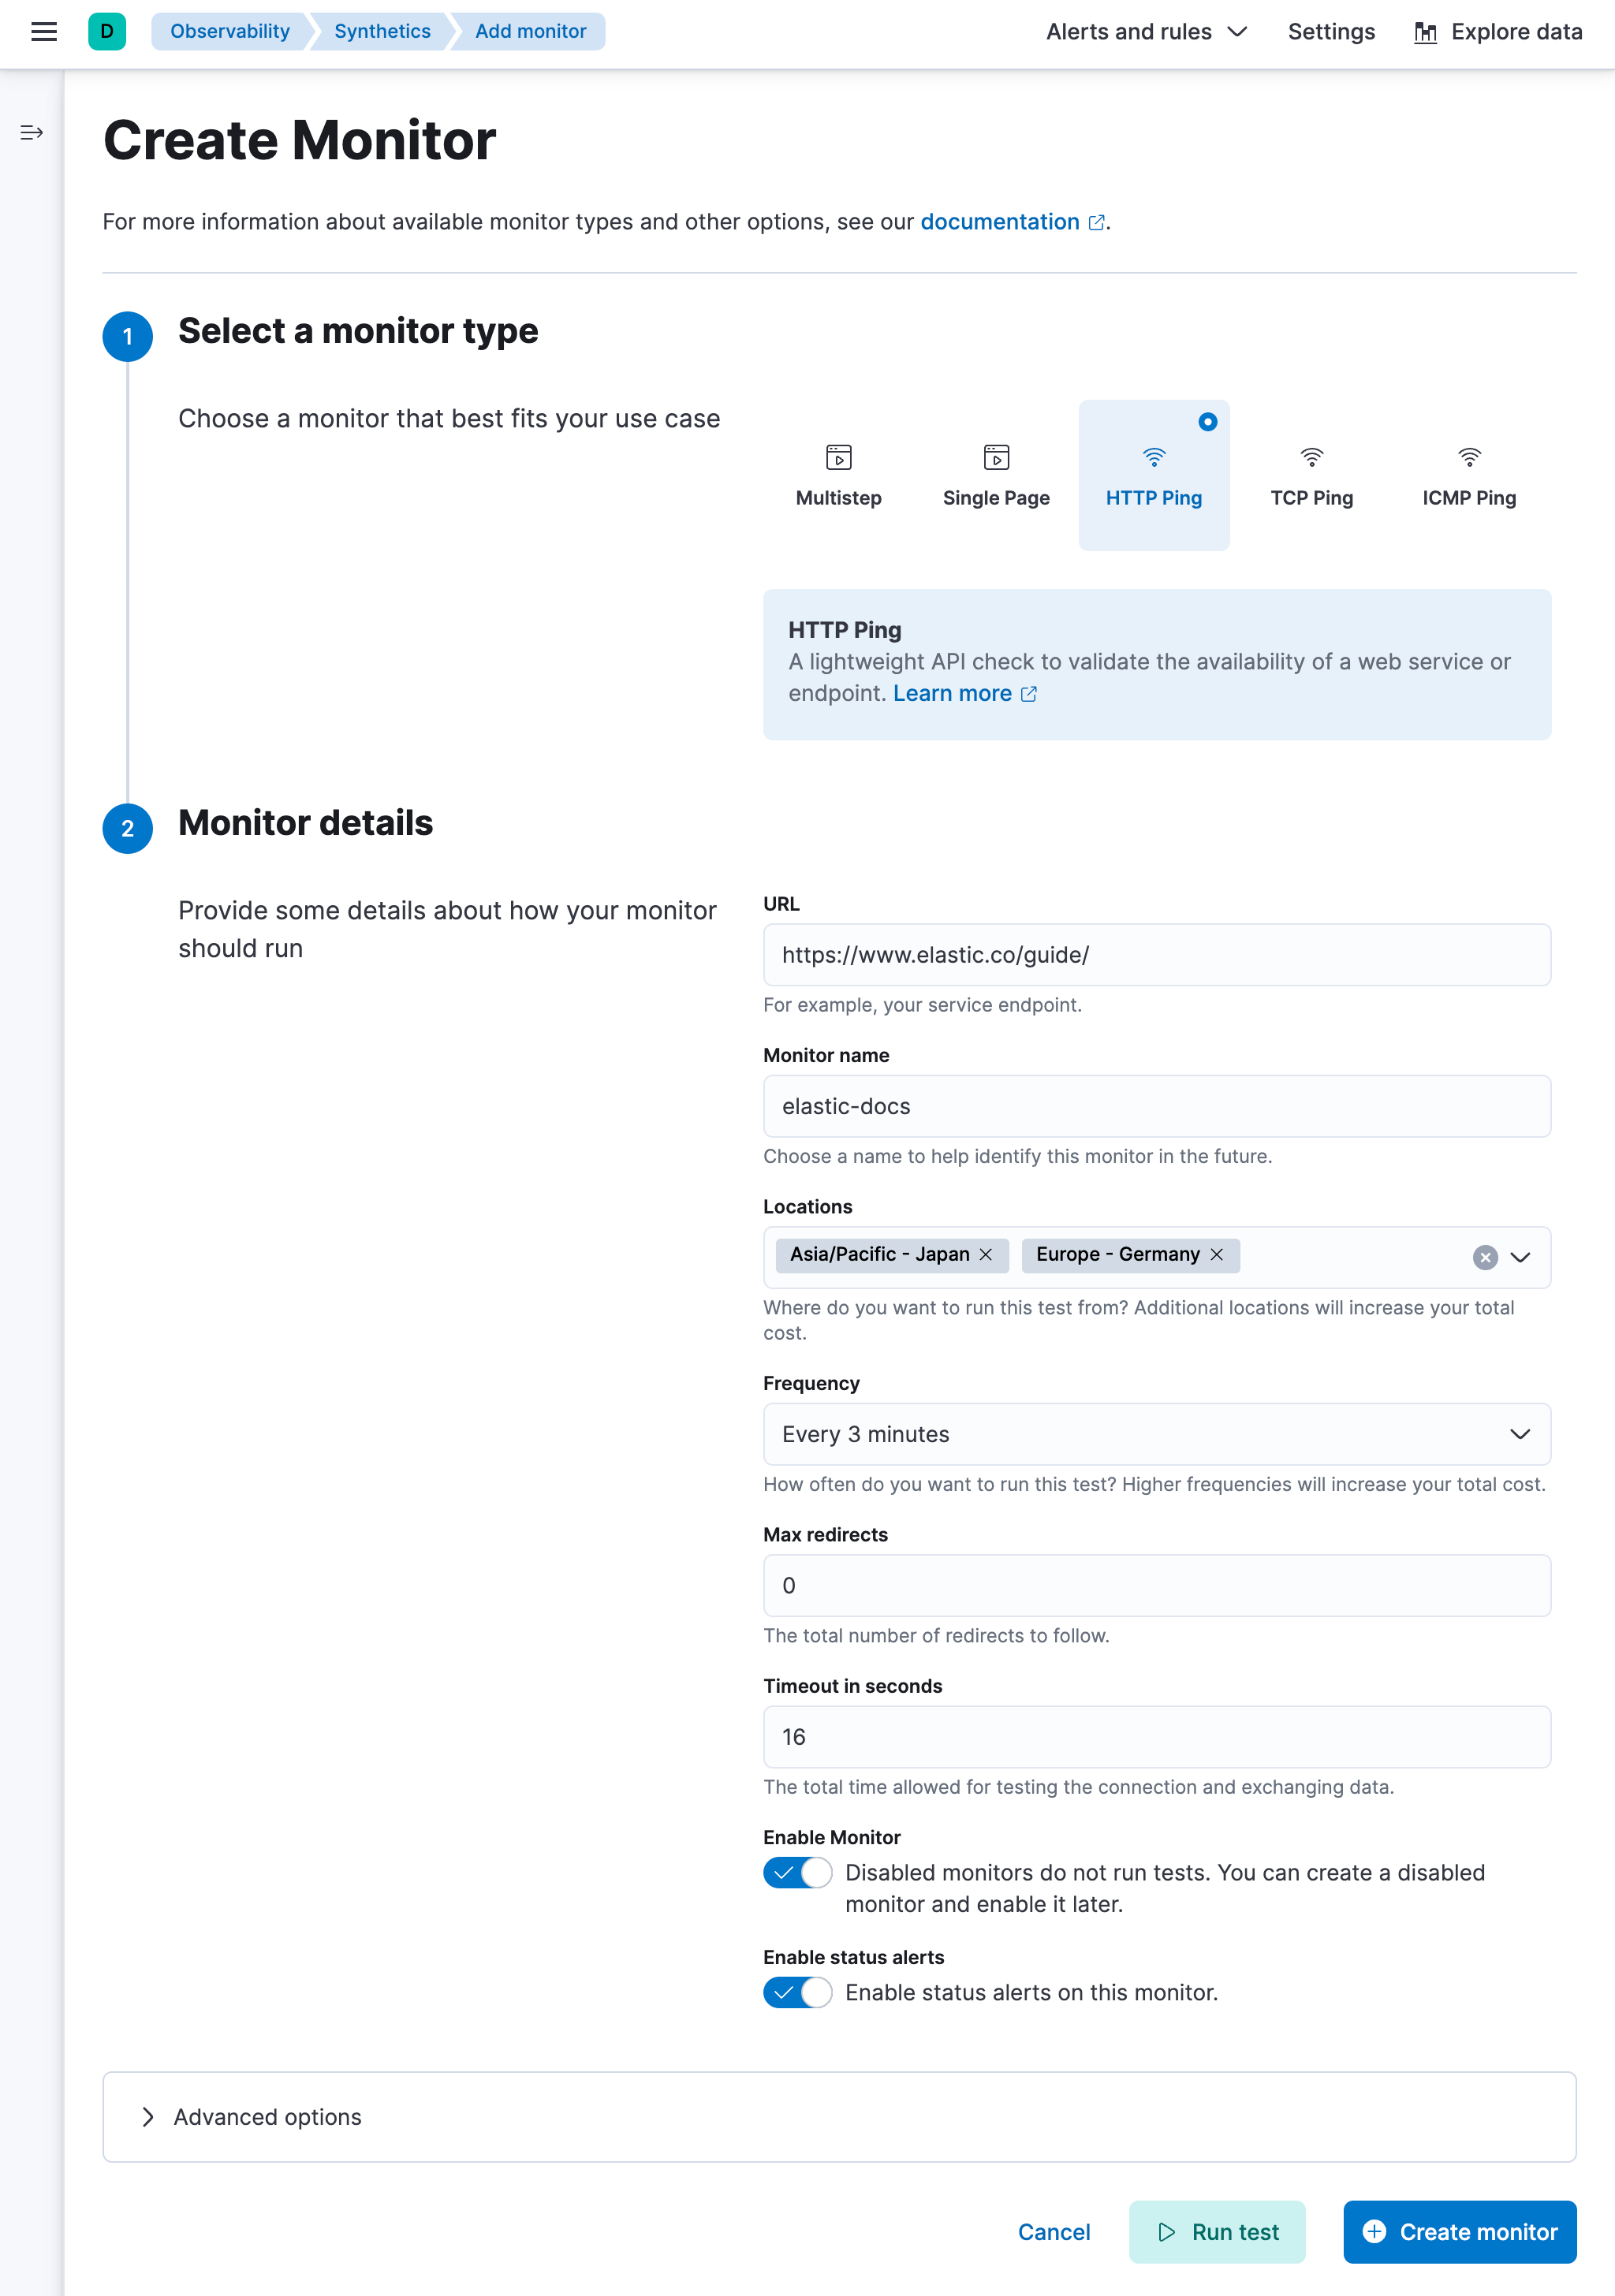 D
Observability
Synthetics
Add monitor
Alerts and rules
Settings
Explore data
Create Monitor
For more information about available monitor types and other options, see our documentation.
1
Select a monitor type
Choose a monitor that best fits your use case
Multistep
Single Page
HTTP Ping
TCP Ping
ICMP Ping
HTTP Ping
A lightweight API check to validate the availability of a web service or
endpoint. Learn more
2
Monitor details
Provide some details about how your monitor
should run
URL
https://www.elastic.co/guide/
For example, your service endpoint.
Monitor name
elastic-docs
Choose a name to help identify this monitor in the future.
Locations
Asia/Pacific - Japan
Europe - Germany
Where do you want to run this test from? Additional locations will increase your total
cost.
Frequency
Every 3 minutes
How often do you want to run this test? Higher frequencies will increase your total cost.
Max redirects
0
The total number of redirects to follow.
Timeout in seconds
16
The total time allowed for testing the connection and exchanging data.
Enable Monitor
Disabled monitors do not run tests. You can create a disabled
monitor and enable it later.
Enable status alerts
Enable status alerts on this monitor.
Advanced options
Cancel
Run test
Create monitor